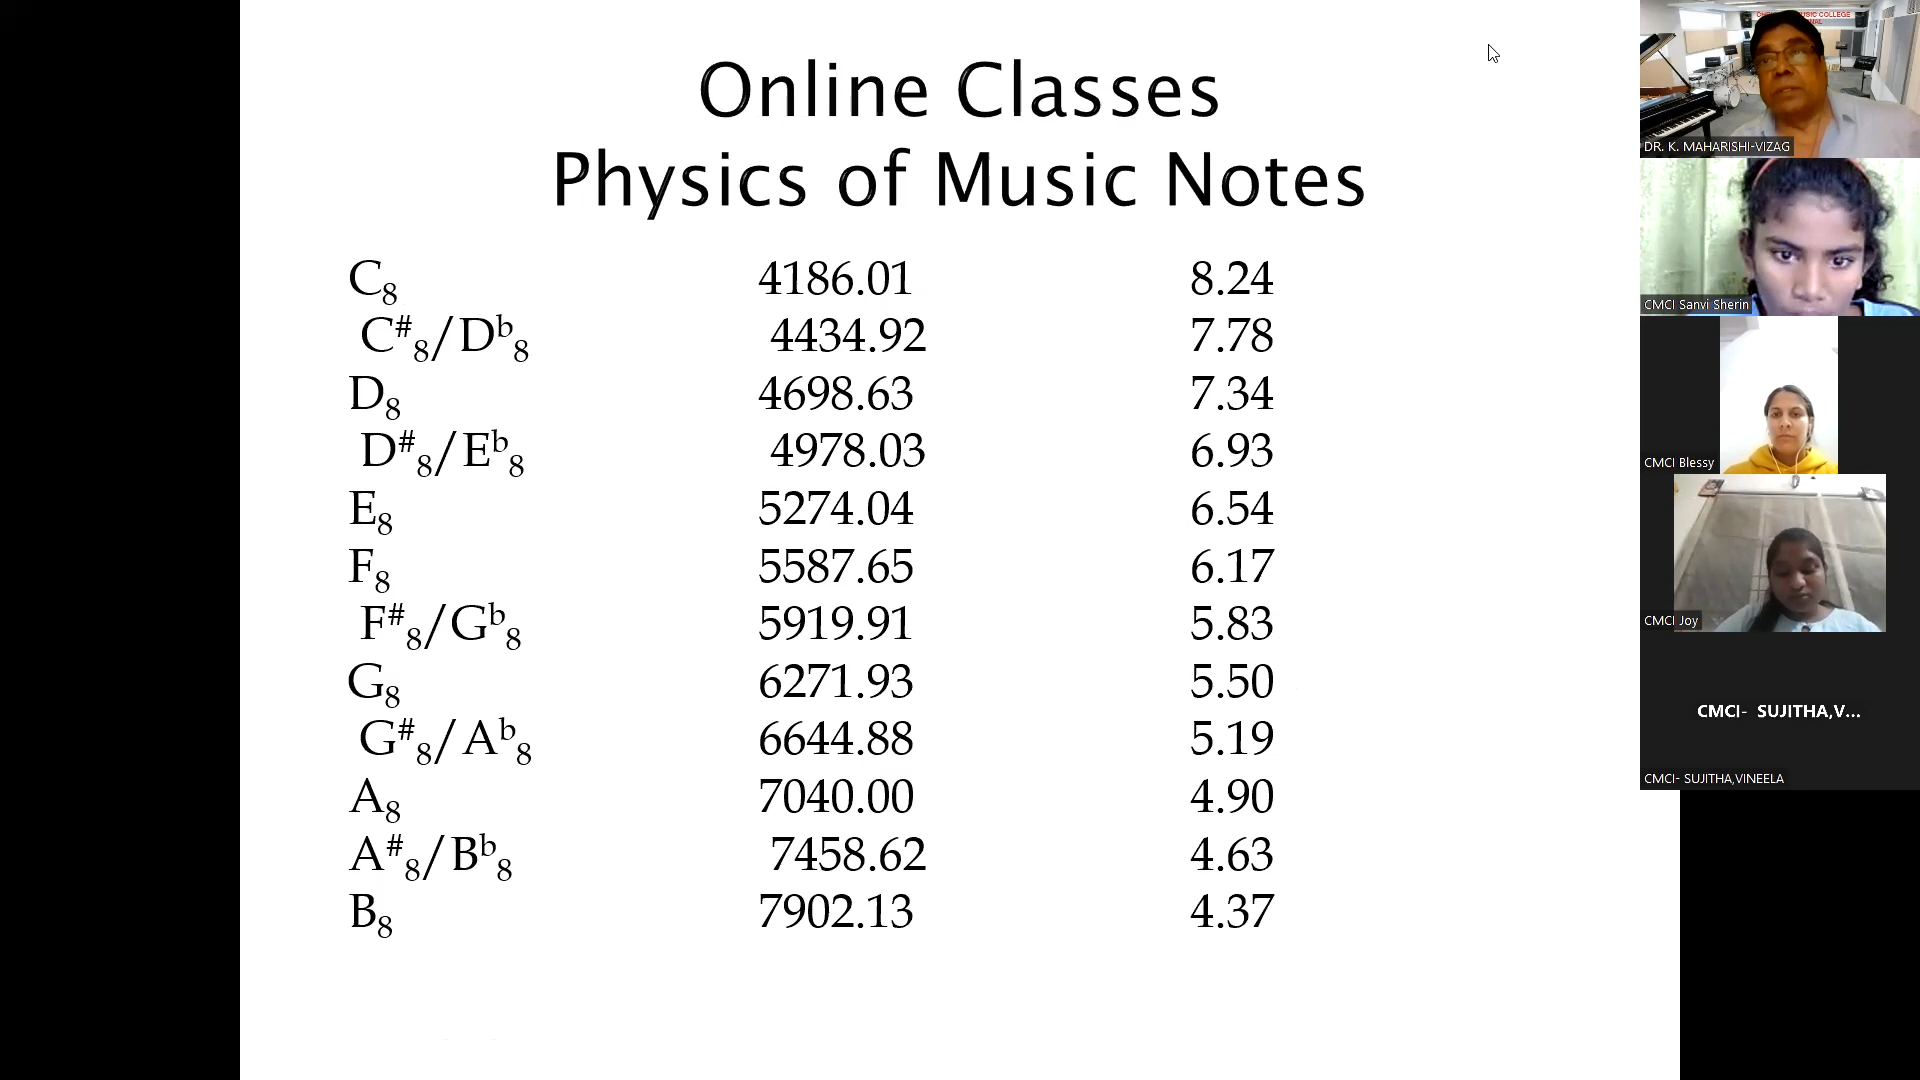 Online Classes
Physics of Music Notes
C8 4186.01 8.24
C#8/Db8 4434.92 7.78
D8 4698.63 7.34
D#8/Eb8 4978.03 6.93
E8 5274.04 6.54
F8 5587.65 6.17
F#8/Gb8 5919.91 5.83
G8 6271.93 5.50
G#8/Ab8 6644.88 5.19
A8 7040.00 4.90
A#8/Bb8 7458.62 4.63
B8 7902.13 4.37
MUSIC COLLEGE
DR. K. MAHARISHI-VIZAG
CMCI Sanvi Sherin
CMCI Blessy
CMCI Joy
CMCI- SUJITHA,V...
CMCI- SUJITHA,VINEELA